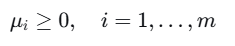 μᵢ ≥ 0, i = 1, . . . , m